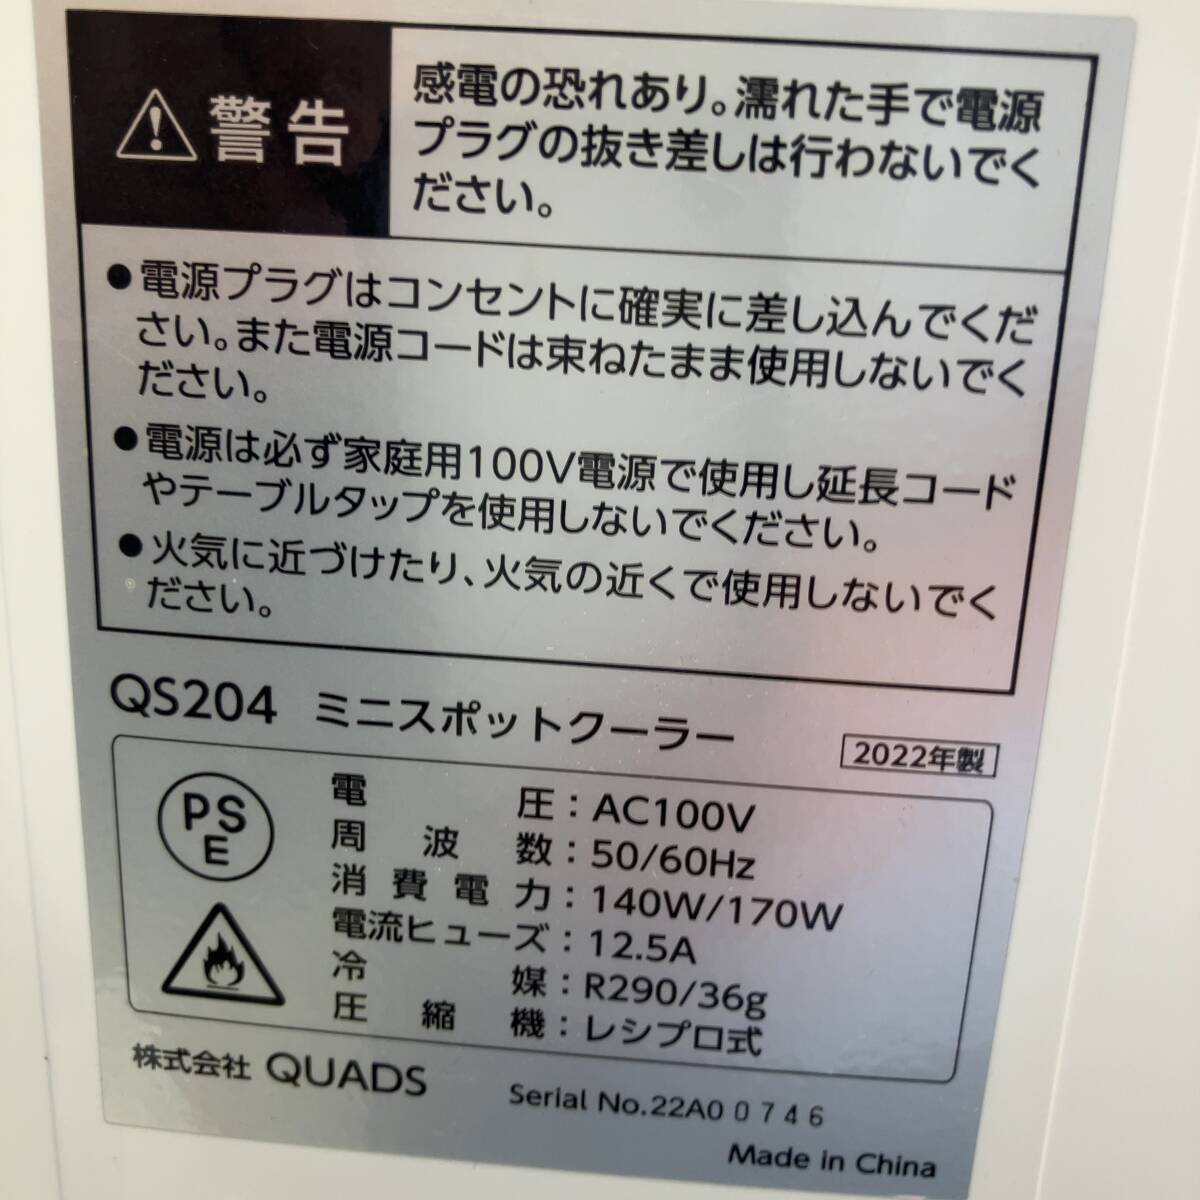 警告
感電の恐れあり。濡れた手で電源
プラグの抜き差しは行わないでく
ださい。
●電源プラグはコンセントに確実に差し込んでくだ
さい。また電源コードは束ねたまま使用しないでく
ださい。
●電源は必ず家庭用100V電源で使用し延長コード
やテーブルタップを使用しないでください。
●火気に近づけたり、火気の近くで使用しないでく
ださい。
QS204 ミニスポットクーラー
2022年製
PS
E
電圧：AC100V
周波数：50/60Hz
消費電力：140W/170W
電流ヒューズ：12.5A
冷媒：R290/36g
圧縮機：レシプロ式
株式会社 QUADS
Serial No.22A00746
Made in China